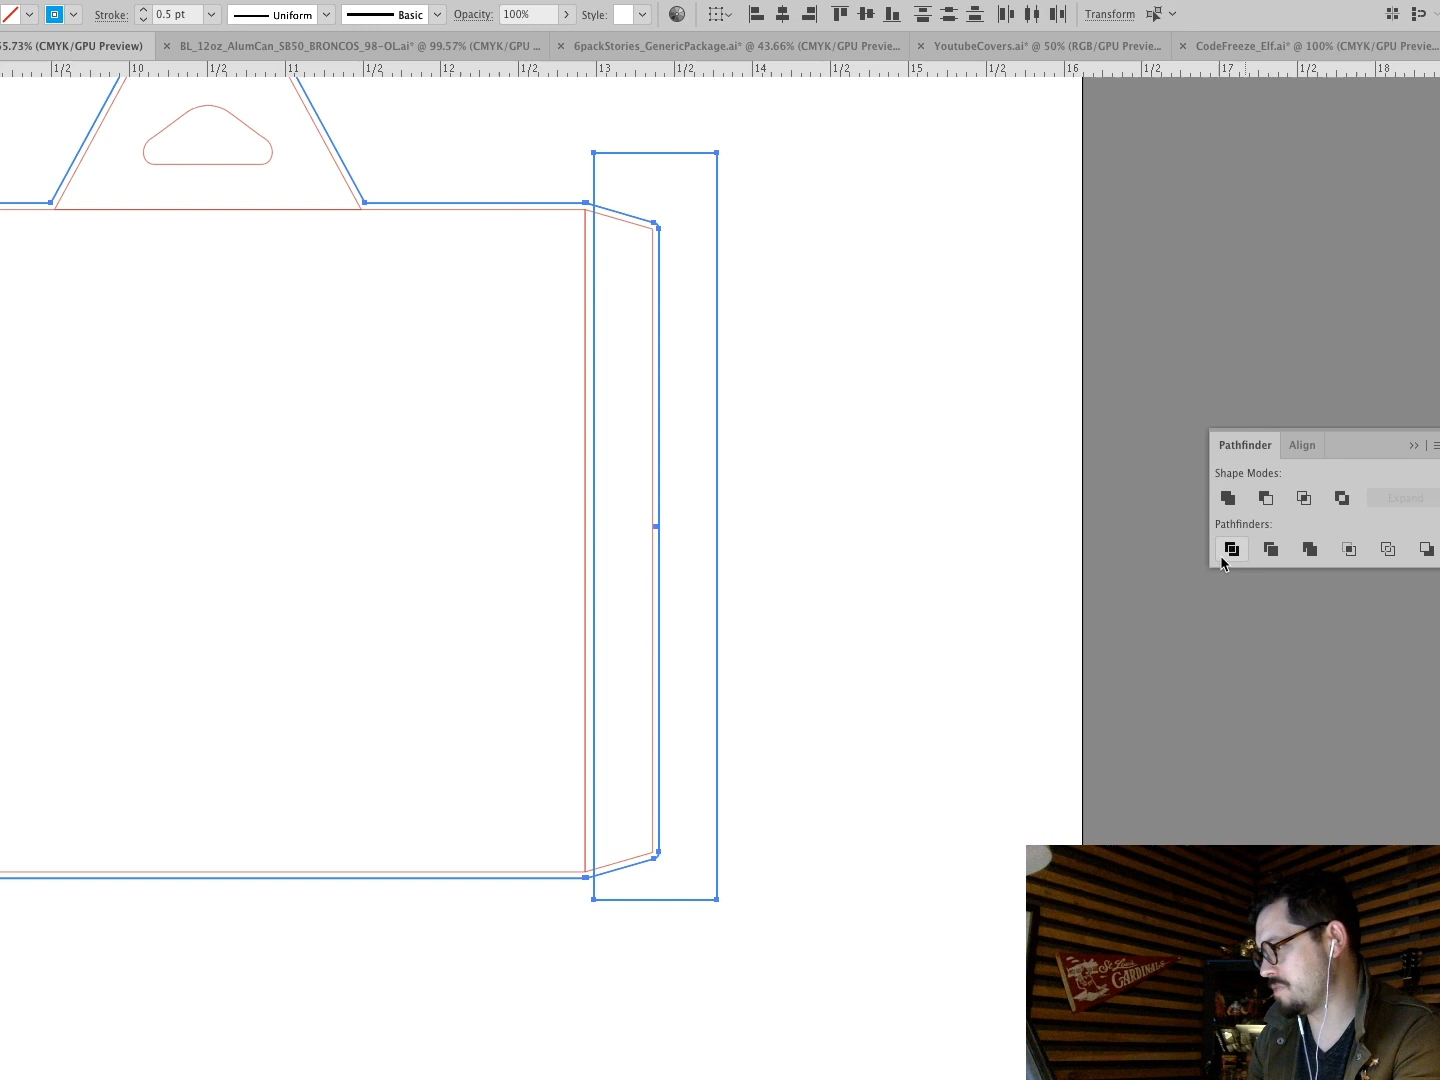 Stroke: 0.5 pt Uniform Basic Opacity: 100% Style: Transform
55.73% (CMYK/GPU Preview) × BL_12oz_AlumCan_SB50_BRONCOS_98-OL.ai* @ 99.57% (CMYK/GPU ... × 6packStories_GenericPackage.ai* @ 43.66% (CMYK/GPU Previe... × YoutubeCovers.ai* @ 50% (RGB/GPU Previe... × CodeFreeze_Elf.ai* @ 100% (CMYK/GPU Previe...
1/2 10 1/2 11 1/2 12 1/2 13 1/2 14 1/2 15 1/2 16 1/2 17 1/2 18
Pathfinder Align
Shape Modes:
Expand
Pathfinders:
St. Louis
CARDINALS